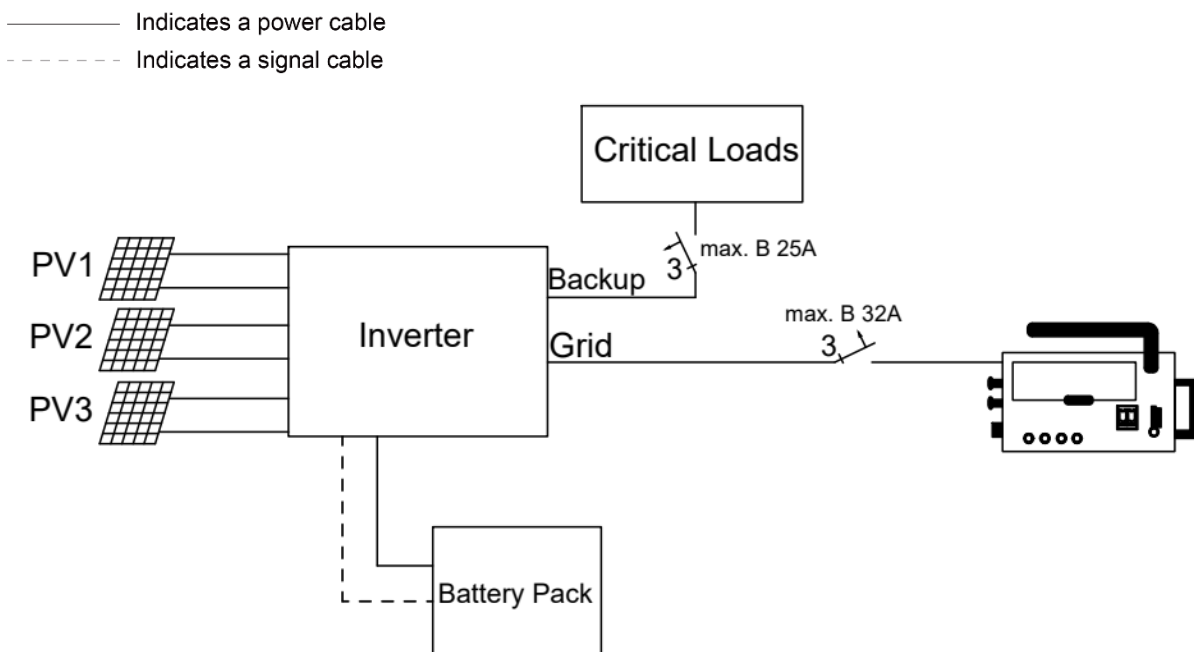 Indicates a power cable
Indicates a signal cable
Critical Loads
max. B 25A
3
Backup
PV1
PV2
PV3
Inverter
Grid
max. B 32A
3
Battery Pack